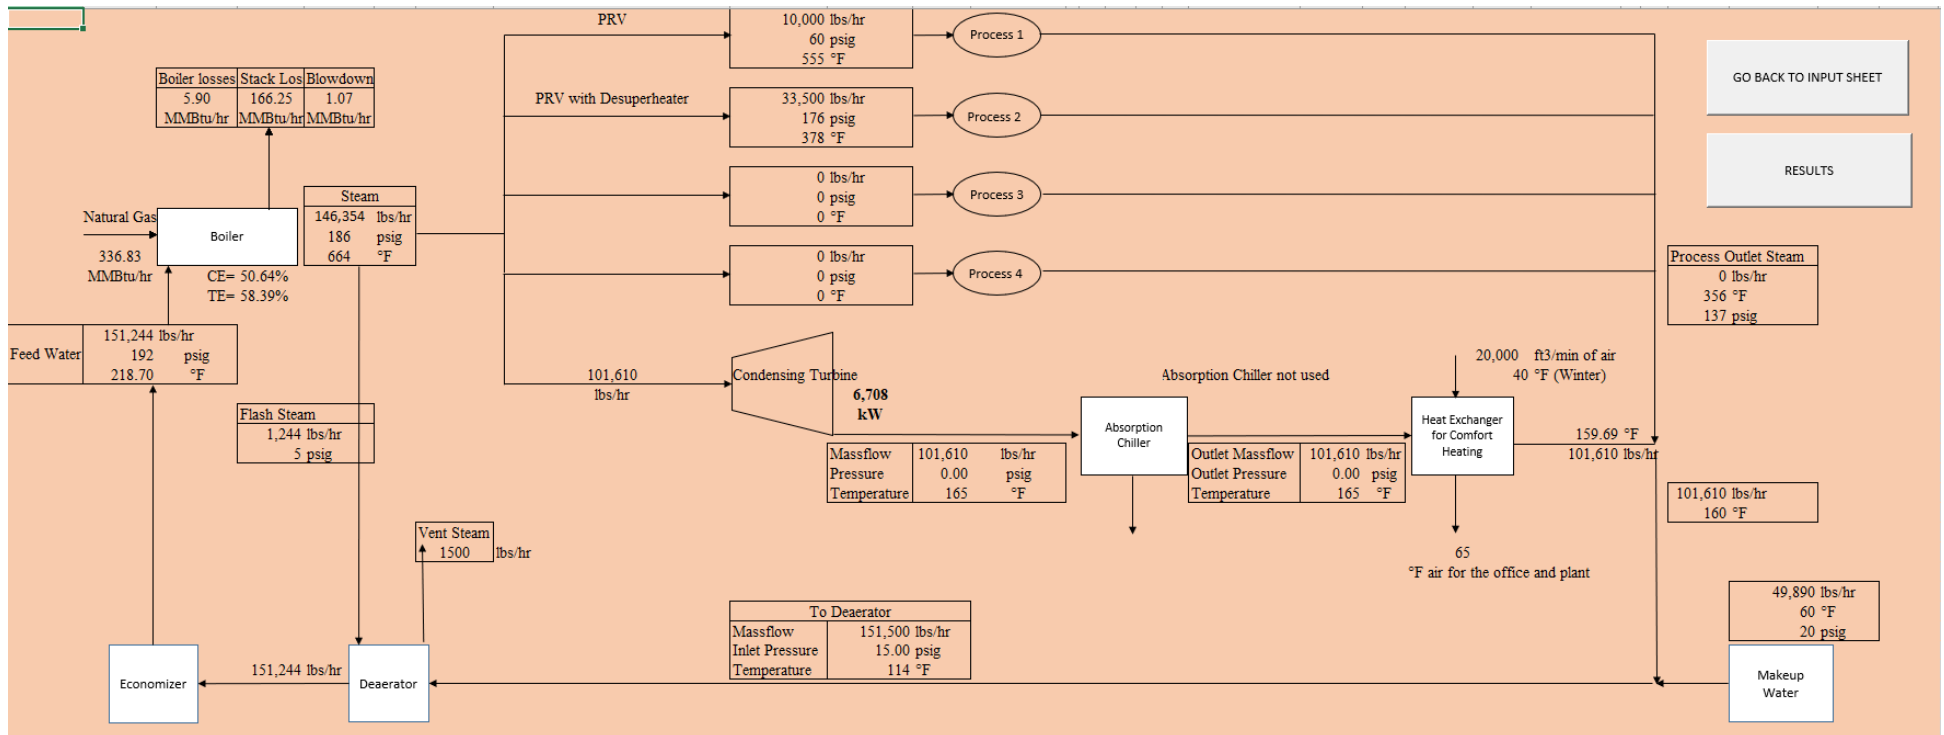 PRV
10,000 lbs/hr
60 psig
555 °F
Process 1
GO BACK TO INPUT SHEET
Boiler losses Stack Los Blowdown
5.90 166.25 1.07
MMBtu/hr MMBtu/hr MMBtu/hr
PRV with Desuperheater
33,500 lbs/hr
176 psig
378 °F
Process 2
RESULTS
0 lbs/hr
0 psig
0 °F
Process 3
Steam
146,354 lbs/hr
186 psig
664 °F
Natural Gas
336.83
MMBtu/hr
Boiler
CE= 50.64%
TE= 58.39%
0 lbs/hr
0 psig
0 °F
Process 4
Process Outlet Steam
0 lbs/hr
356 °F
137 psig
Feed Water
151,244 lbs/hr
192 psig
218.70 °F
101,610
lbs/hr
Condensing Turbine
6,708
kW
Absorption Chiller not used
20,000 ft3/min of air
40 °F (Winter)
Flash Steam
1,244 lbs/hr
5 psig
Absorption
Chiller
Heat Exchanger
for Comfort
Heating
159.69 °F
101,610 lbs/hr
Massflow 101,610 lbs/hr
Pressure 0.00 psig
Temperature 165 °F
Outlet Massflow 101,610 lbs/hr
Outlet Pressure 0.00 psig
Temperature 165 °F
101,610 lbs/hr
160 °F
Vent Steam
1500 lbs/hr
65
°F air for the office and plant
To Deaerator
Massflow 151,500 lbs/hr
Inlet Pressure 15.00 psig
Temperature 114 °F
49,890 lbs/hr
60 °F
20 psig
Economizer
151,244 lbs/hr
Deaerator
Makeup
Water